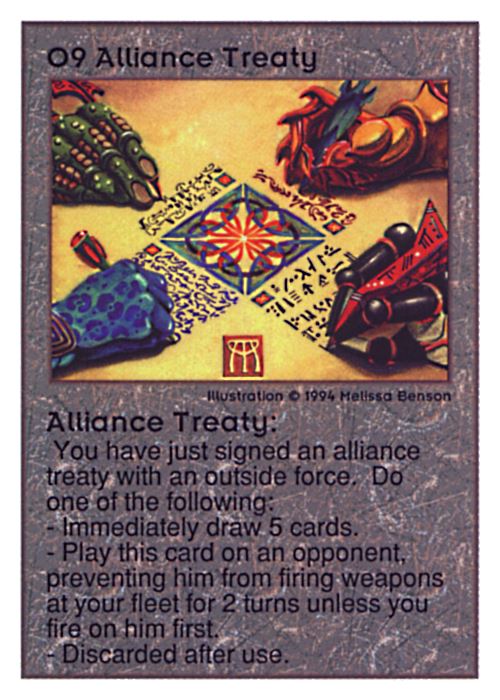 09 Alliance Treaty
Illustration © 1994 Melissa Benson
Alliance Treaty:
You have just signed an alliance
treaty with an outside force. Do
one of the following:
- Immediately draw 5 cards.
- Play this card on an opponent,
preventing him from firing weapons
at your fleet for 2 turns unless you
fire on him first.
- Discarded after use.